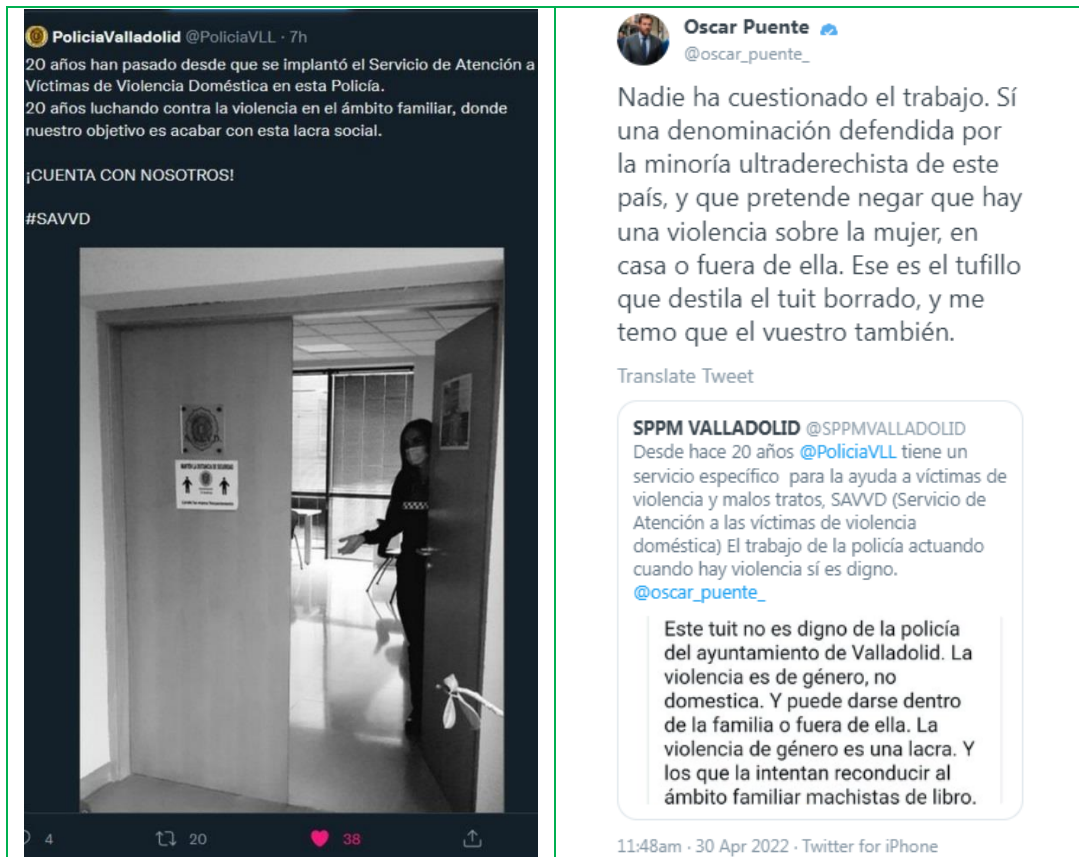 PoliciaValladolid @PoliciaVLL · 7h
20 años han pasado desde que se implantó el Servicio de Atención a
Víctimas de Violencia Doméstica en esta Policía.
20 años luchando contra la violencia en el ámbito familiar, donde
nuestro objetivo es acabar con esta lacra social.
¡CUENTA CON NOSOTROS!
#SAVVD
S.A.V.V.D.
4
20
38
Oscar Puente
@oscar_puente_
Nadie ha cuestionado el trabajo. Sí
una denominación defendida por
la minoría ultraderechista de este
país, y que pretende negar que hay
una violencia sobre la mujer, en
casa o fuera de ella. Ese es el tufillo
que destila el tuit borrado, y me
temo que el vuestro también.
Translate Tweet
SPPM VALLADOLID @SPPMVALLADOLID
Desde hace 20 años @PoliciaVLL tiene un
servicio específico para la ayuda a víctimas de
violencia y malos tratos, SAVVD (Servicio de
Atención a las víctimas de violencia
doméstica) El trabajo de la policía actuando
cuando hay violencia sí es digno.
@oscar_puente_
Este tuit no es digno de la policía
del ayuntamiento de Valladolid. La
violencia es de género, no
domestica. Y puede darse dentro
de la familia o fuera de ella. La
violencia de género es una lacra. Y
los que la intentan reconducir al
ámbito familiar machistas de libro.
11:48am · 30 Apr 2022 · Twitter for iPhone